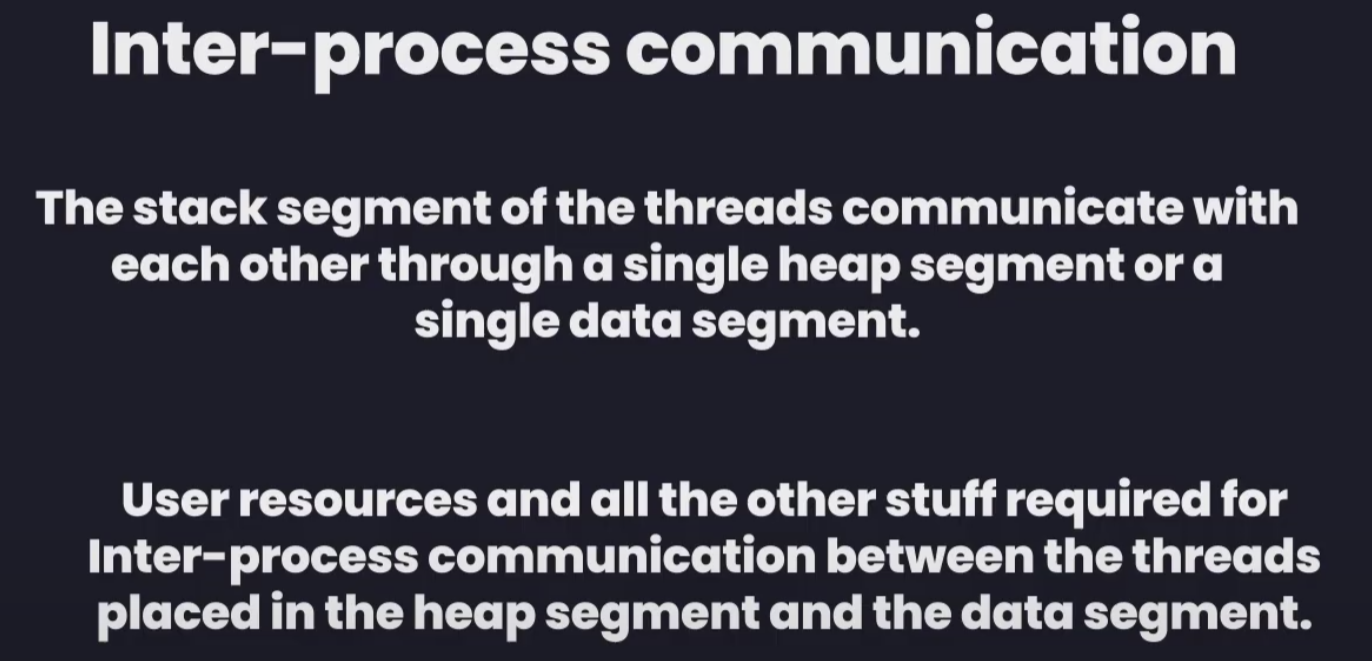 Inter-process communication
The stack segment of the threads communicate with
each other through a single heap segment or a
single data segment.
User resources and all the other stuff required for
Inter-process communication between the threads
placed in the heap segment and the data segment.